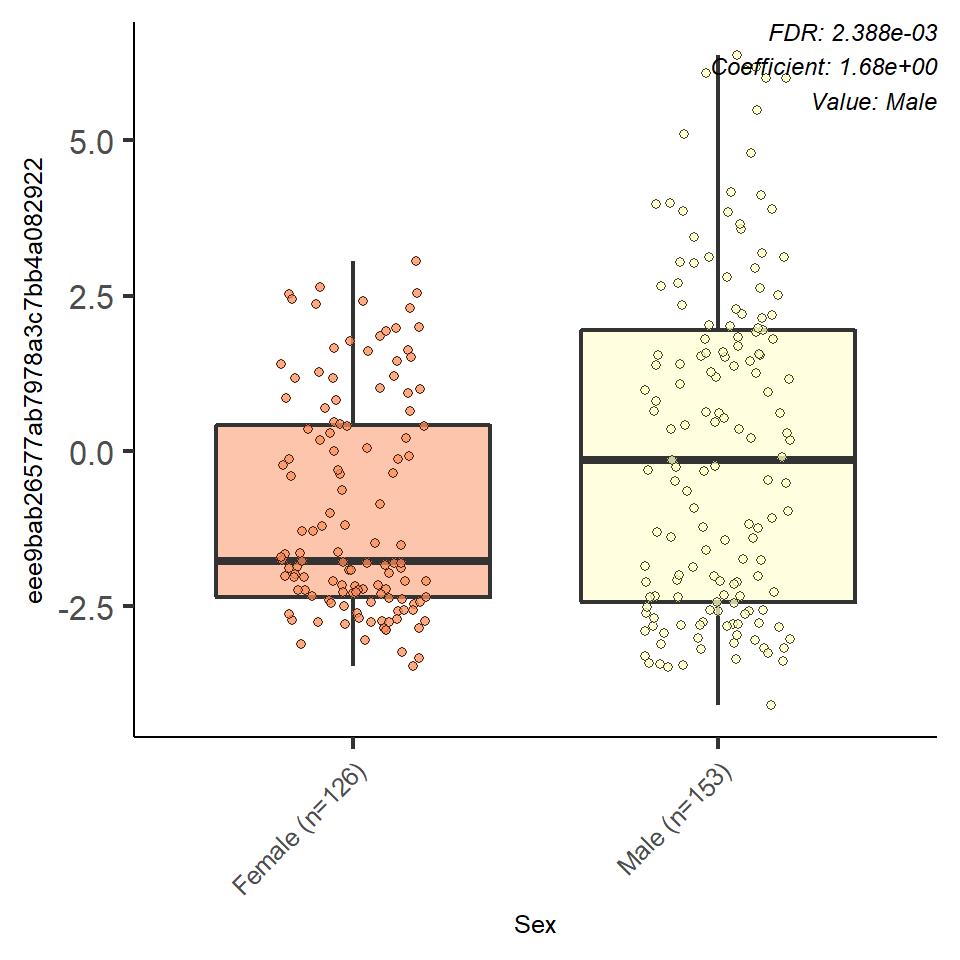 FDR: 2.388e-03
Coefficient: 1.68e+00
Value: Male
eee9bab26577ab7978a3c7bb4a082922
5.0
2.5
0.0
-2.5
Female (n=126)
Male (n=153)
Sex